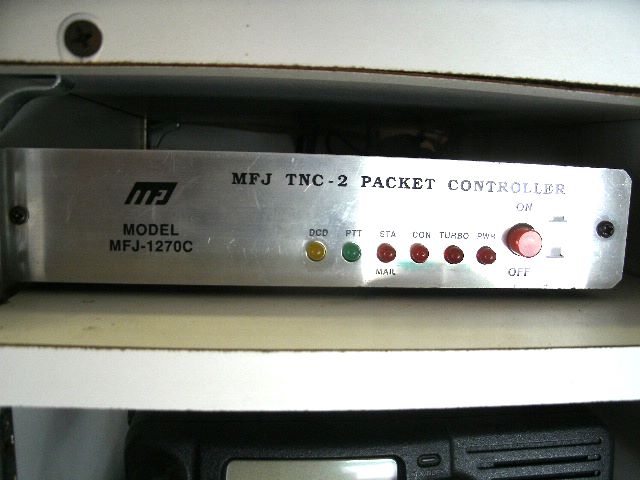 MFJ TNC-2 PACKET CONTROLLER
MFJ
MODEL
MFJ-1270C
DCD PTT STA CON TURBO PWR
MAIL
ON
OFF